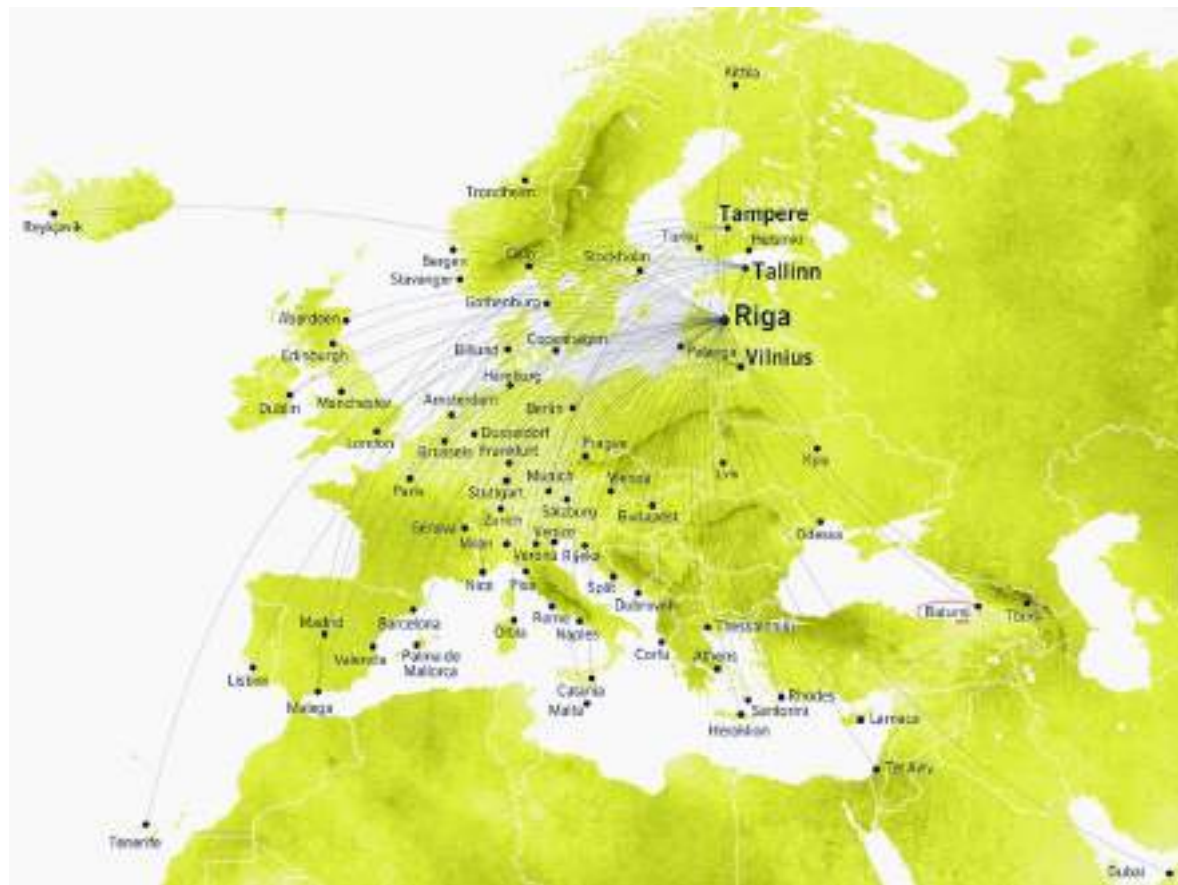 Kittila
Trondheim
Reykjavik
Tampere
Turku
Helsinki
Bergen
Oslo
Stockholm
Tallinn
Stavanger
Gothenburg
Aberdeen
Riga
Edinburgh
Billund
Copenhagen
Palanga
Vilnius
Hamburg
Dublin
Manchester
Amsterdam
Berlin
London
Dusseldorf
Brussels
Frankfurt
Prague
Kyiv
Paris
Stuttgart
Munich
Vienna
Lviv
Salzburg
Zurich
Budapest
Geneva
Venice
Odessa
Milan
Verona
Rijeka
Nice
Pisa
Split
Dubrovnik
Batumi
Tbilisi
Madrid
Barcelona
Olbia
Rome
Naples
Thessaloniki
Valencia
Palma de
Mallorca
Corfu
Athens
Lisbon
Malaga
Catania
Malta
Rhodes
Santorini
Heraklion
Larnaca
Tel Aviv
Tenerife
Dubai